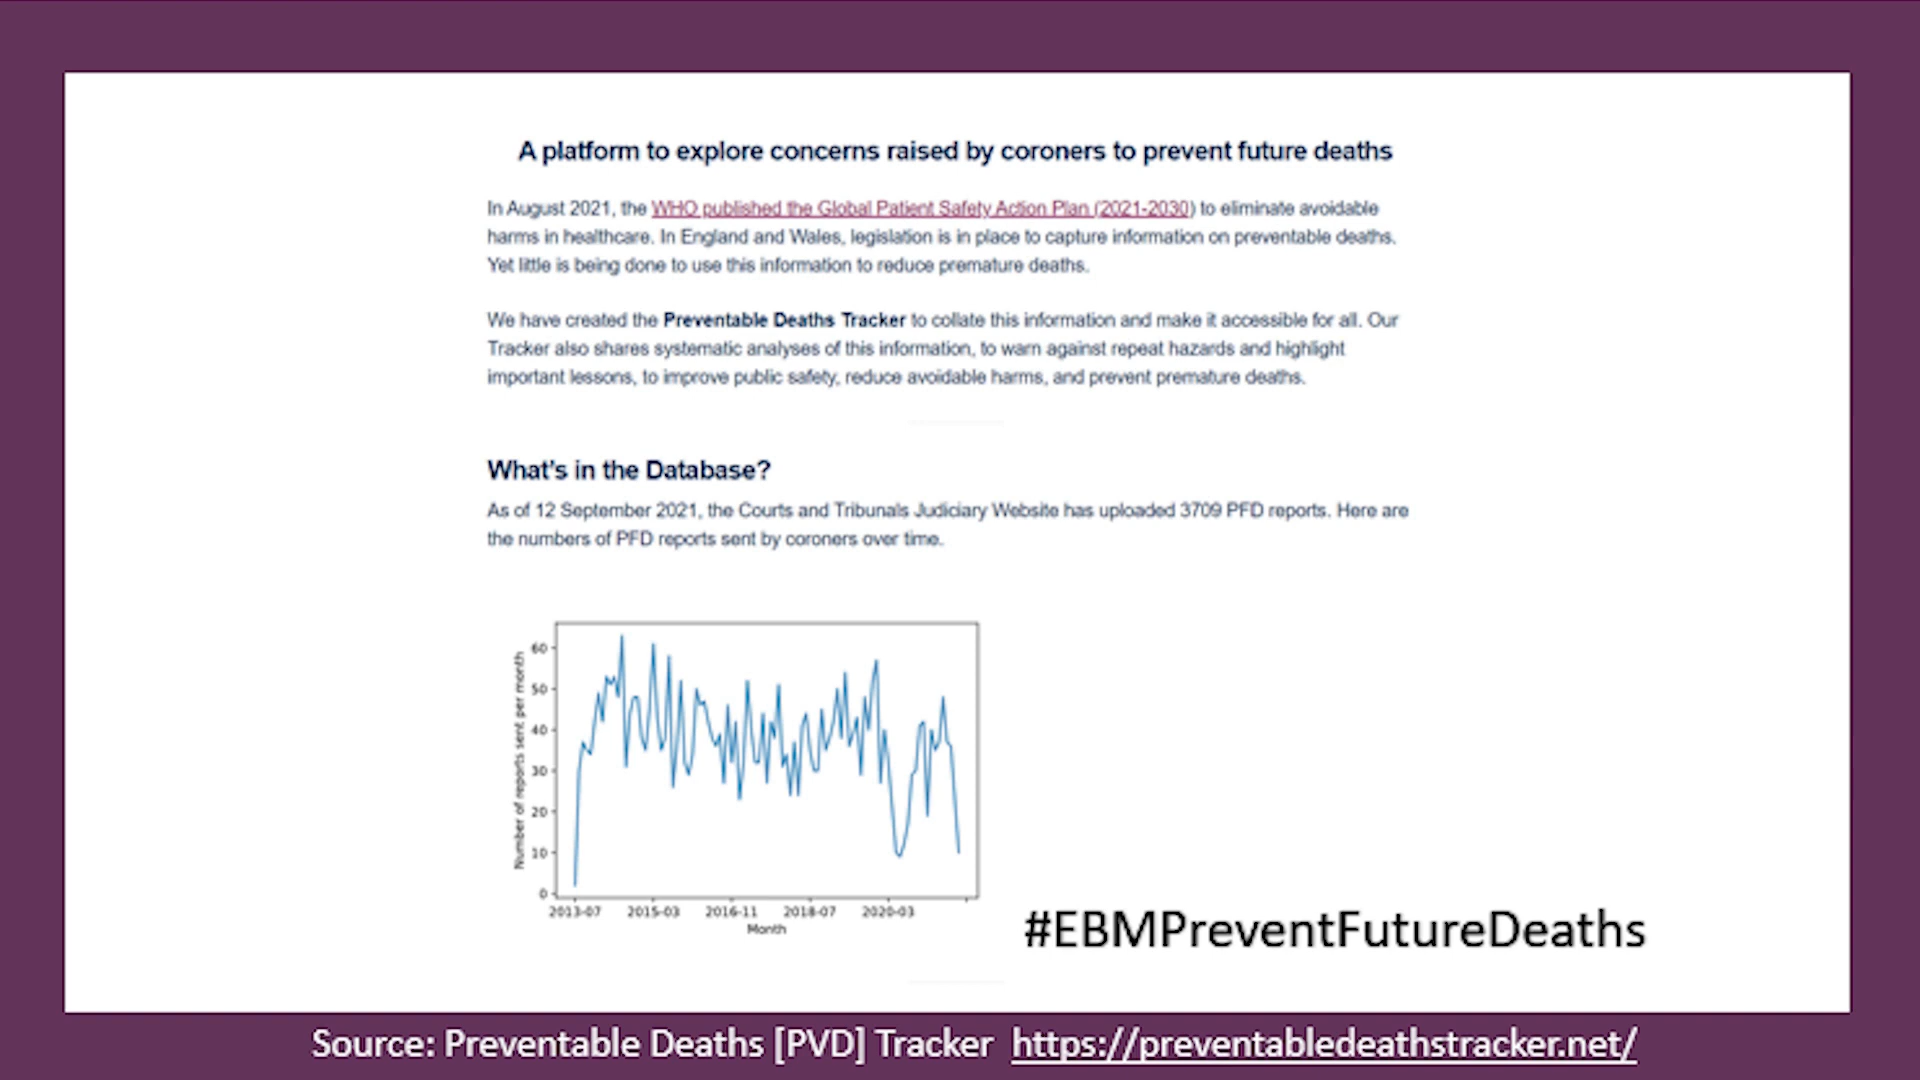 A platform to explore concerns raised by coroners to prevent future deaths
In August 2021, the WHO published the Global Patient Safety Action Plan (2021-2030) to eliminate avoidable
harms in healthcare. In England and Wales, legislation is in place to capture information on preventable deaths.
Yet little is being done to use this information to reduce premature deaths.
We have created the Preventable Deaths Tracker to collate this information and make it accessible for all. Our
Tracker also shares systematic analyses of this information, to warn against repeat hazards and highlight
important lessons, to improve public safety, reduce avoidable harms, and prevent premature deaths.
What's in the Database?
As of 12 September 2021, the Courts and Tribunals Judiciary Website has uploaded 3709 PFD reports. Here are
the numbers of PFD reports sent by coroners over time.
Number of reports sent per month
60
50
40
30
20
10
0
2013-07 2015-03 2016-11 2018-07 2020-03
Month
#EBMPreventFutureDeaths
Source: Preventable Deaths [PVD] Tracker https://preventabledeathstracker.net/